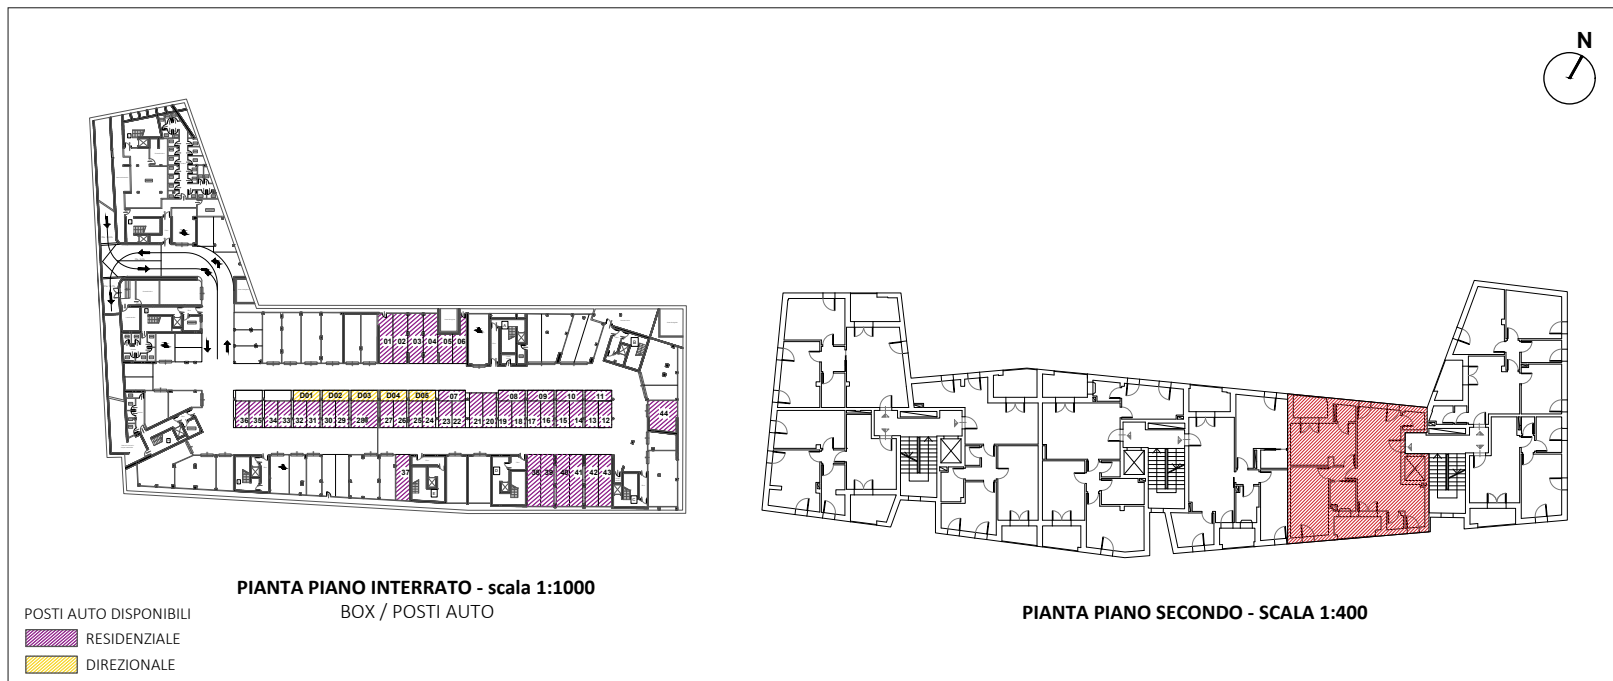 N
01 02 03 04 05 06
D01 D02 D03 D04 D05 07 08 09 10 11
36 35 34 33 32 31 30 29 28 27 26 25 24 23 22 21 20 19 18 17 16 15 14 13 12
44
37 38 39 40 41 42 43
PIANTA PIANO INTERRATO - scala 1:1000
BOX / POSTI AUTO
PIANTA PIANO SECONDO - SCALA 1:400
POSTI AUTO DISPONIBILI
RESIDENZIALE
DIREZIONALE